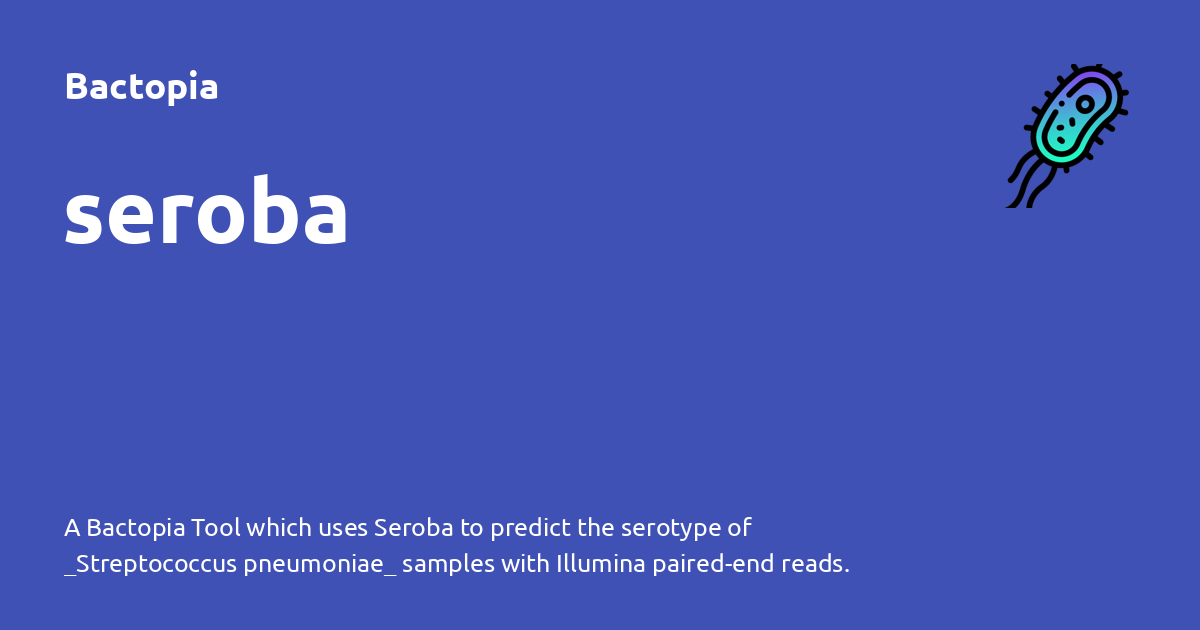 Bactopia
seroba
A Bactopia Tool which uses Seroba to predict the serotype of
_Streptococcus pneumoniae_ samples with Illumina paired-end reads.